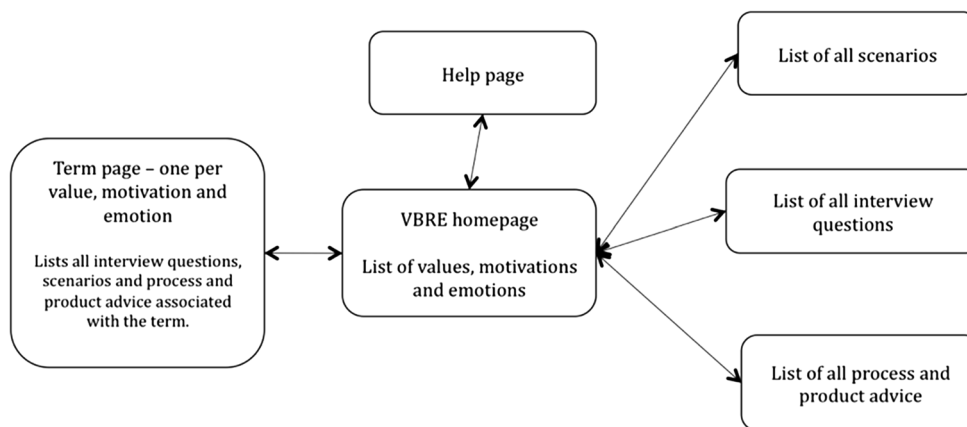 Help page
List of all scenarios
Term page – one per
value, motivation and
emotion
Lists all interview questions,
scenarios and process and
product advice associated
with the term.
VBRE homepage
List of values, motivations
and emotions
List of all interview
questions
List of all process and
product advice